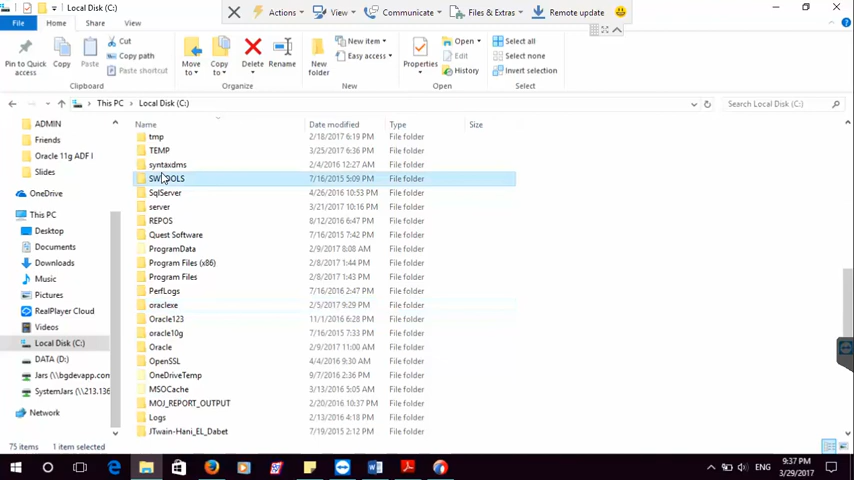 Local Disk (C:)
Actions View Communicate Files & Extras Remote update
File Home Share View
Pin to Quick access
Copy
Paste
Cut
Copy path
Paste shortcut
Clipboard
Move to
Copy to
Delete
Rename
Organize
New folder
New item
Easy access
New
Properties
Open
Edit
History
Open
Select all
Select none
Invert selection
Select
This PC Local Disk (C:) Search Local Disk (C:)
Name Date modified Type Size
ADMIN
Friends
Oracle 11g ADF I
Slides
OneDrive
This PC
Desktop
Documents
Downloads
Music
Pictures
RealPlayer Cloud
Videos
Local Disk (C:)
DATA (D:)
Jars (\\bgdevapp.com
SystemJars (\\213.136
Network
tmp 2/18/2017 6:19 PM File folder
TEMP 3/25/2017 6:36 PM File folder
syntaxdms 2/4/2016 12:27 AM File folder
SWTOOLS 7/16/2015 5:09 PM File folder
SqlServer 4/26/2016 10:53 PM File folder
server 3/21/2017 10:16 PM File folder
REPOS 8/12/2016 6:47 PM File folder
Quest Software 7/16/2015 7:42 PM File folder
ProgramData 2/9/2017 8:08 AM File folder
Program Files (x86) 2/8/2017 1:44 PM File folder
Program Files 2/8/2017 1:43 PM File folder
PerfLogs 7/16/2016 2:47 PM File folder
oraclexe 2/5/2017 9:29 PM File folder
Oracle123 11/1/2016 6:28 PM File folder
oracle10g 7/16/2015 7:33 PM File folder
Oracle 2/9/2017 11:00 AM File folder
OpenSSL 4/4/2016 9:30 AM File folder
OneDriveTemp 9/7/2016 2:36 PM File folder
MSOCache 3/13/2016 5:05 AM File folder
MOJ_REPORT_OUTPUT 2/20/2016 10:37 PM File folder
Logs 2/13/2016 4:18 PM File folder
JTwain-Hani_EL_Dabet 7/19/2015 2:12 PM File folder
75 items 1 item selected
ENG
9:37 PM
3/29/2017